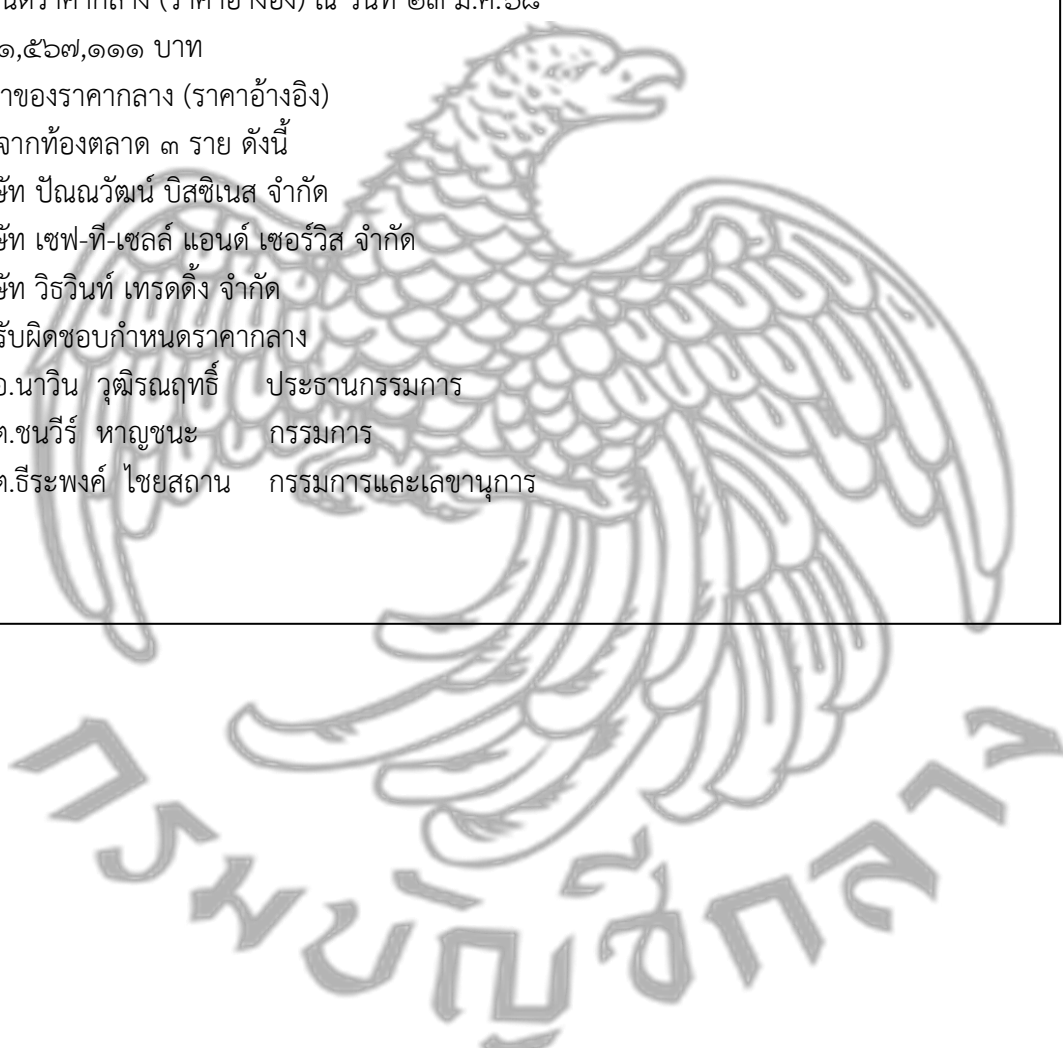 นดราคากลาง (ราคาอ้างอิง) ณ วันที่ ๒๓ ม.ค.๖๘
๑,๕๖๗,๑๑๑ บาท
าของราคากลาง (ราคาอ้างอิง)
จากท้องตลาด ๓ ราย ดังนี้
ษัท ปัณณวัฒน์ บิสซิเนส จำกัด
ษัท เซฟ-ที-เซลล์ แอนด์ เซอร์วิส จำกัด
ษัท วิธวินท์ เทรดดิ้ง จำกัด
รับผิดชอบกำหนดราคากลาง
อ.นาวิน วุฒิรณฤทธิ์ ประธานกรรมการ
ต.ชนวีร์ หาญชนะ กรรมการ
ต.ธีระพงค์ ไชยสถาน กรรมการและเลขานุการ
กรมบัญชีกลาง